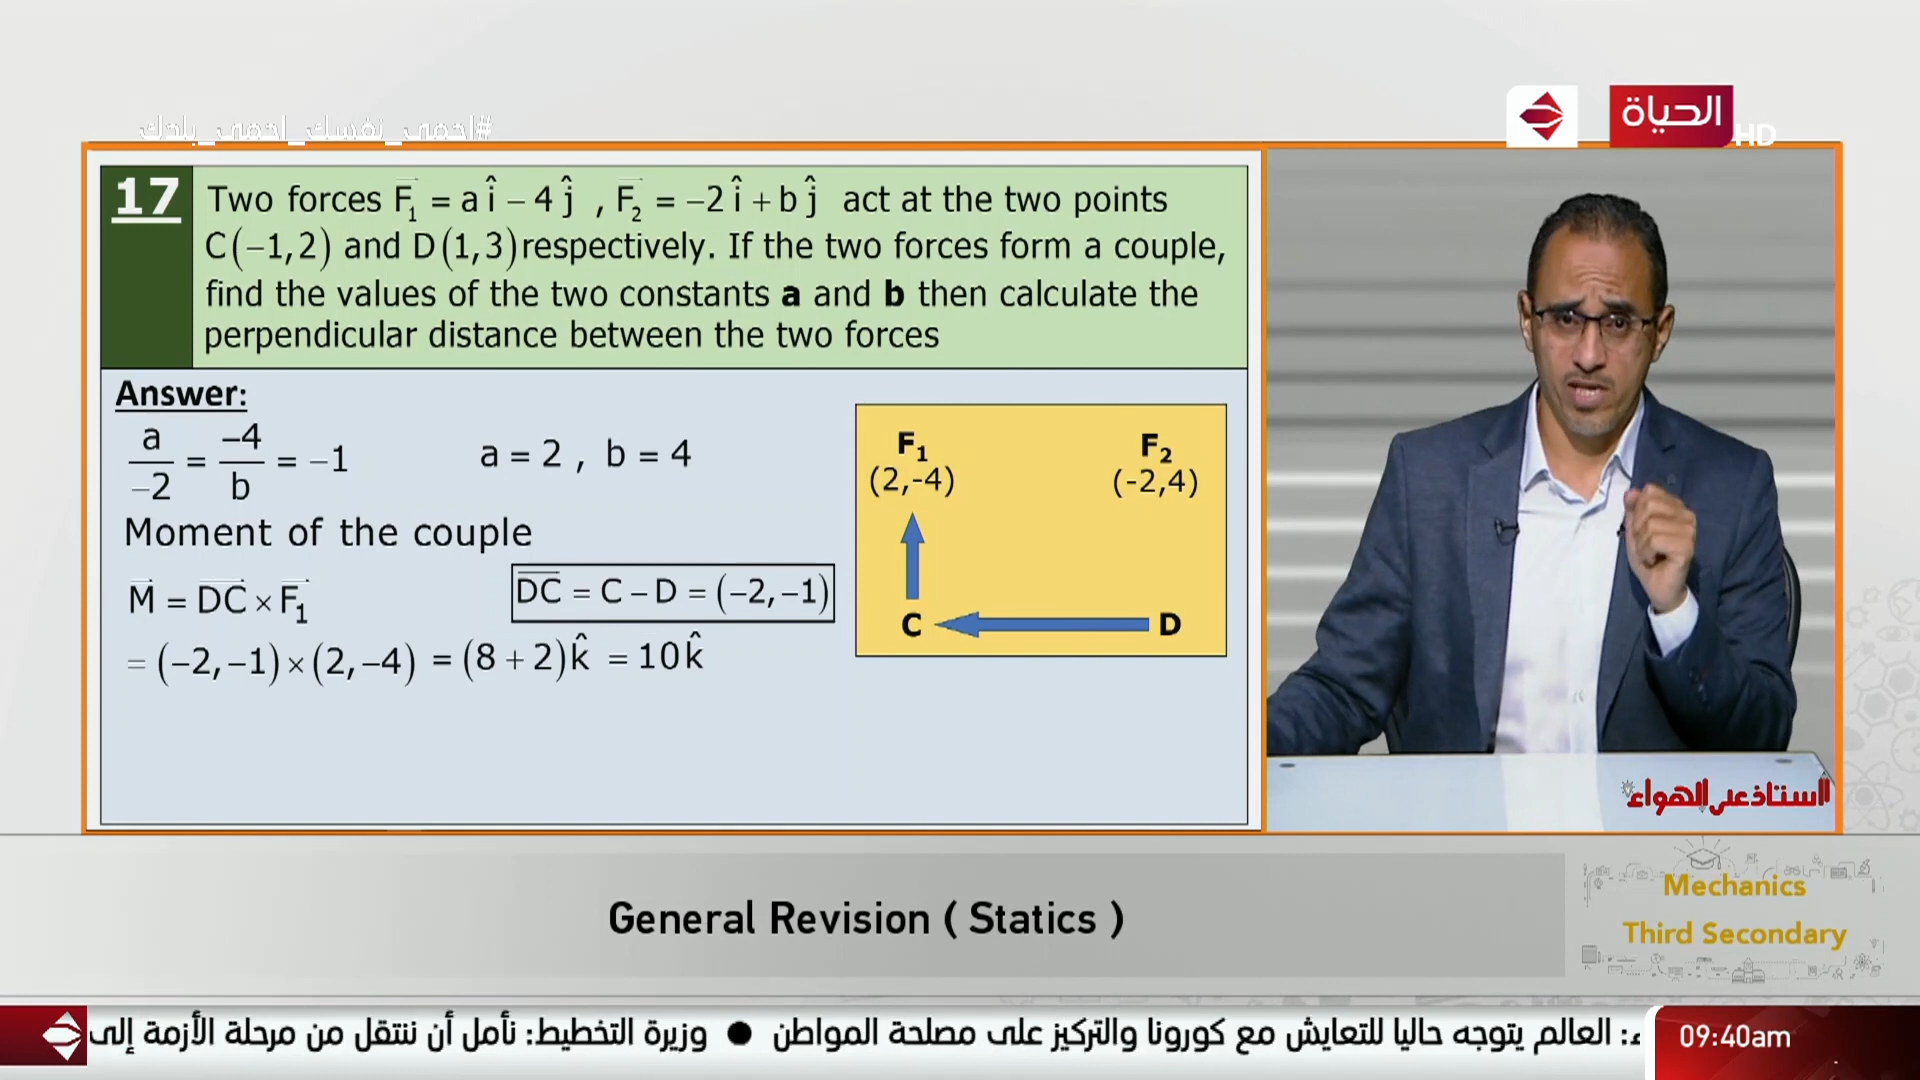 #احمي_نفسك_احمي_بلدك
الحياة
HD
17
Two forces F₁ = a î − 4 ĵ , F₂ = −2 î + b ĵ act at the two points
C(−1,2) and D(1,3) respectively. If the two forces form a couple,
find the values of the two constants a and b then calculate the
perpendicular distance between the two forces
Answer:
a/−2 = −4/b = −1   a = 2 , b = 4
Moment of the couple
M = DC × F₁   DC = C − D = (−2,−1)
= (−2,−1) × (2,−4) = (8 + 2)k̂ = 10k̂
F₁ F₂
(2,-4) (-2,4)
C D
أستاذ على الهواء
General Revision ( Statics )
Mechanics
Third Secondary
ء: العالم يتوجه حاليا للتعايش مع كورونا والتركيز على مصلحة المواطن ● وزيرة التخطيط: نأمل أن ننتقل من مرحلة الأزمة إلى
09:40am